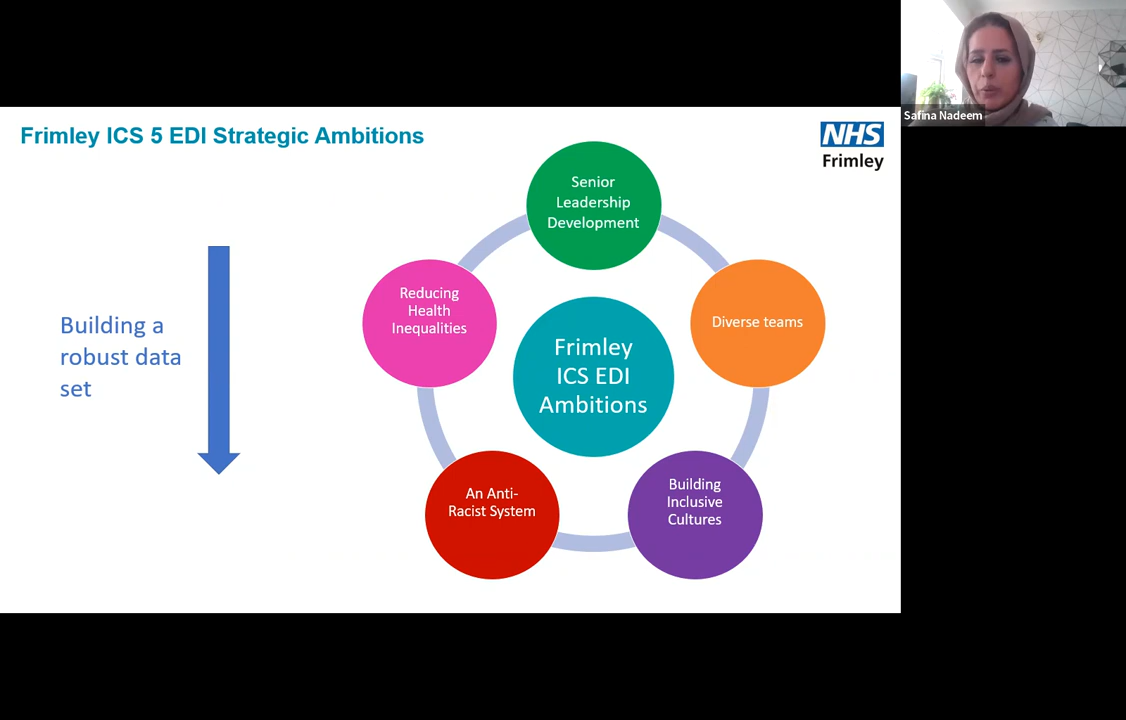 Safina Nadeem
Frimley ICS 5 EDI Strategic Ambitions
NHS
Frimley
Senior
Leadership
Development
Reducing
Health
Inequalities
Diverse teams
Building a
robust data
set
Frimley
ICS EDI
Ambitions
An Anti-
Racist System
Building
Inclusive
Cultures